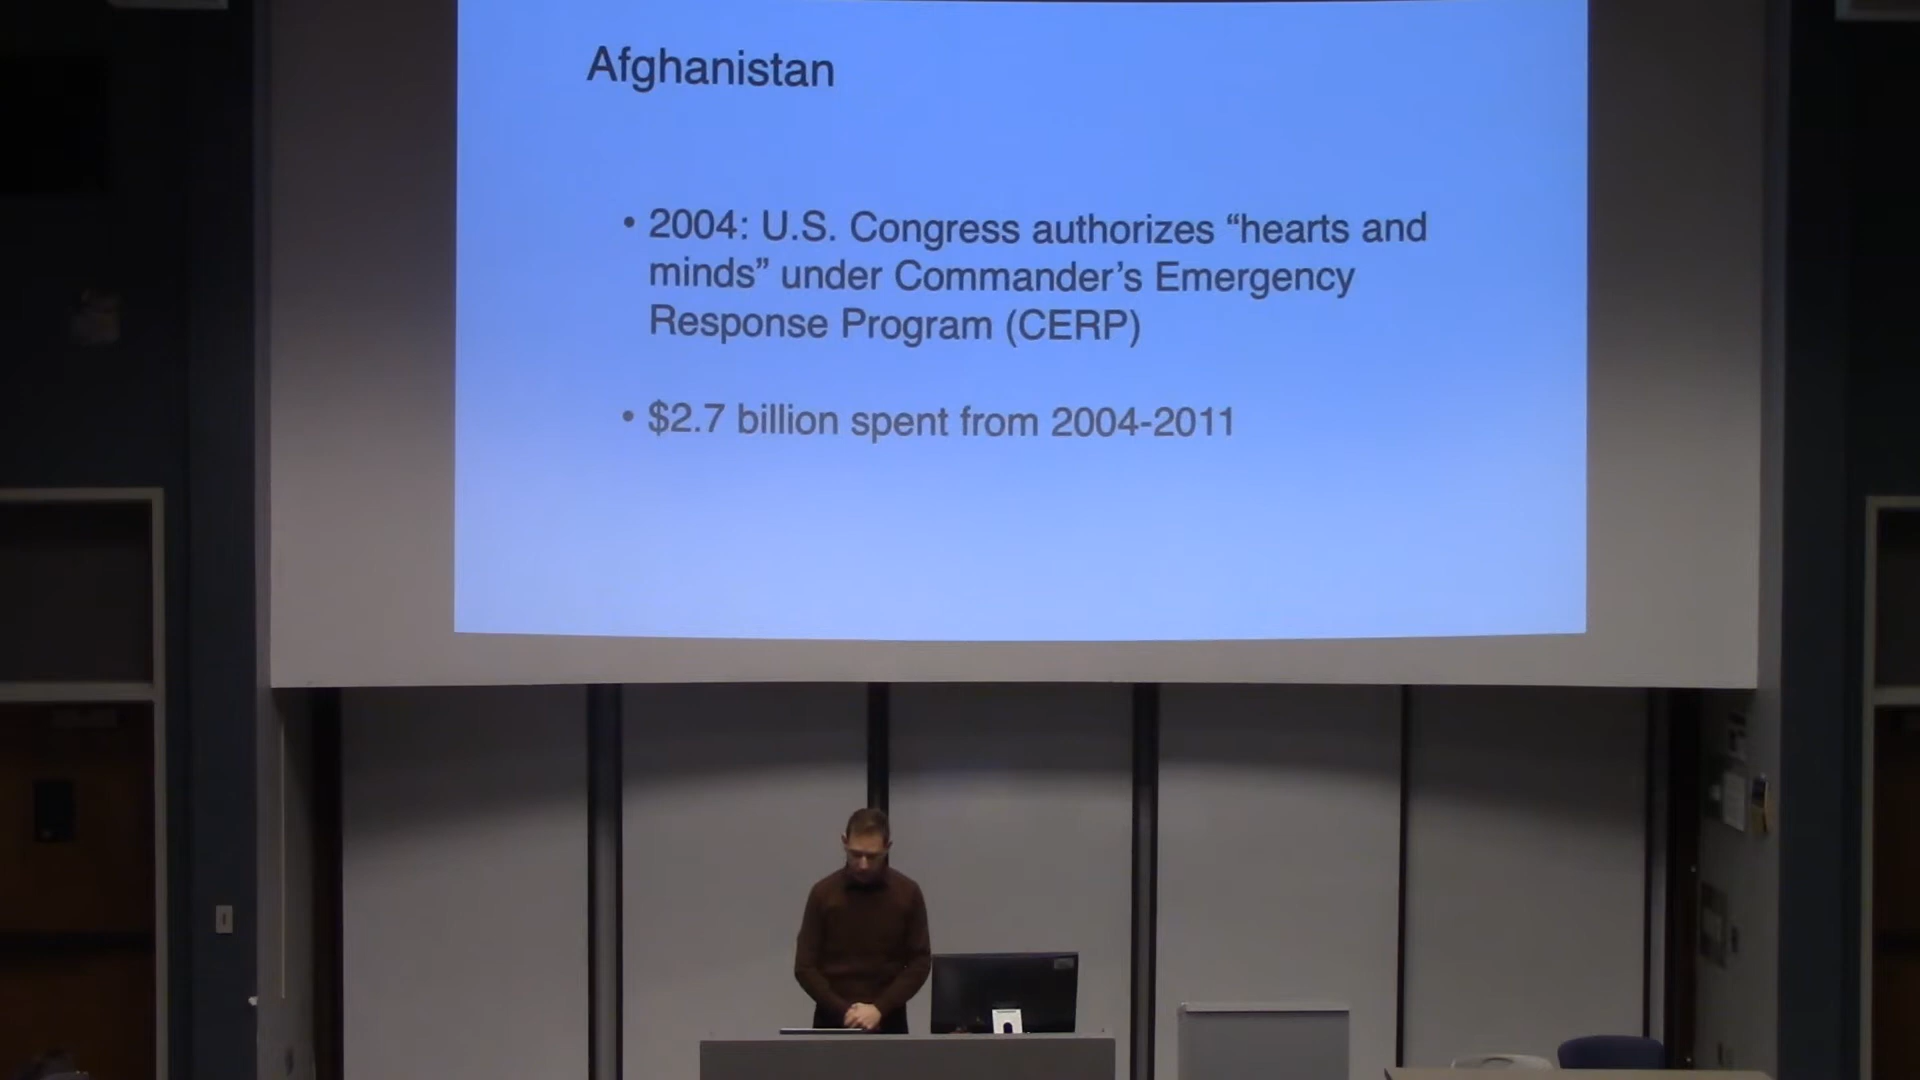 Afghanistan
• 2004: U.S. Congress authorizes “hearts and
minds” under Commander’s Emergency
Response Program (CERP)
• $2.7 billion spent from 2004-2011